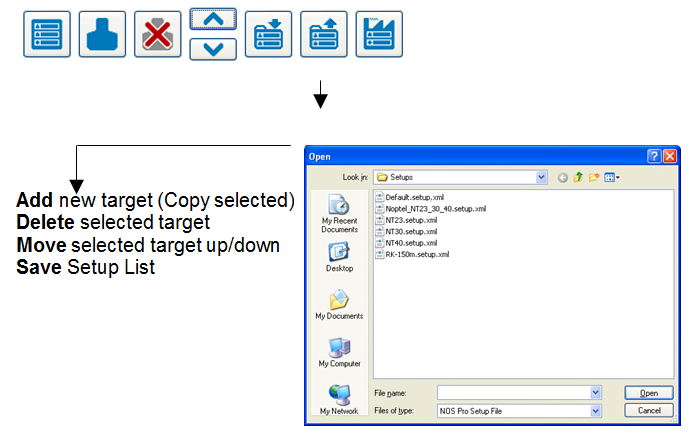 Add new target (Copy selected)
Delete selected target
Move selected target up/down
Save Setup List
Open
Look in:
Setups
My Recent
Documents
Desktop
My Documents
My Computer
My Network
Default.setup.xml
Noptel_NT23_30_40.setup.xml
NT23.setup.xml
NT30.setup.xml
NT40.setup.xml
RK-150m.setup.xml
File name:
Open
Files of type:
NOS Pro Setup File
Cancel